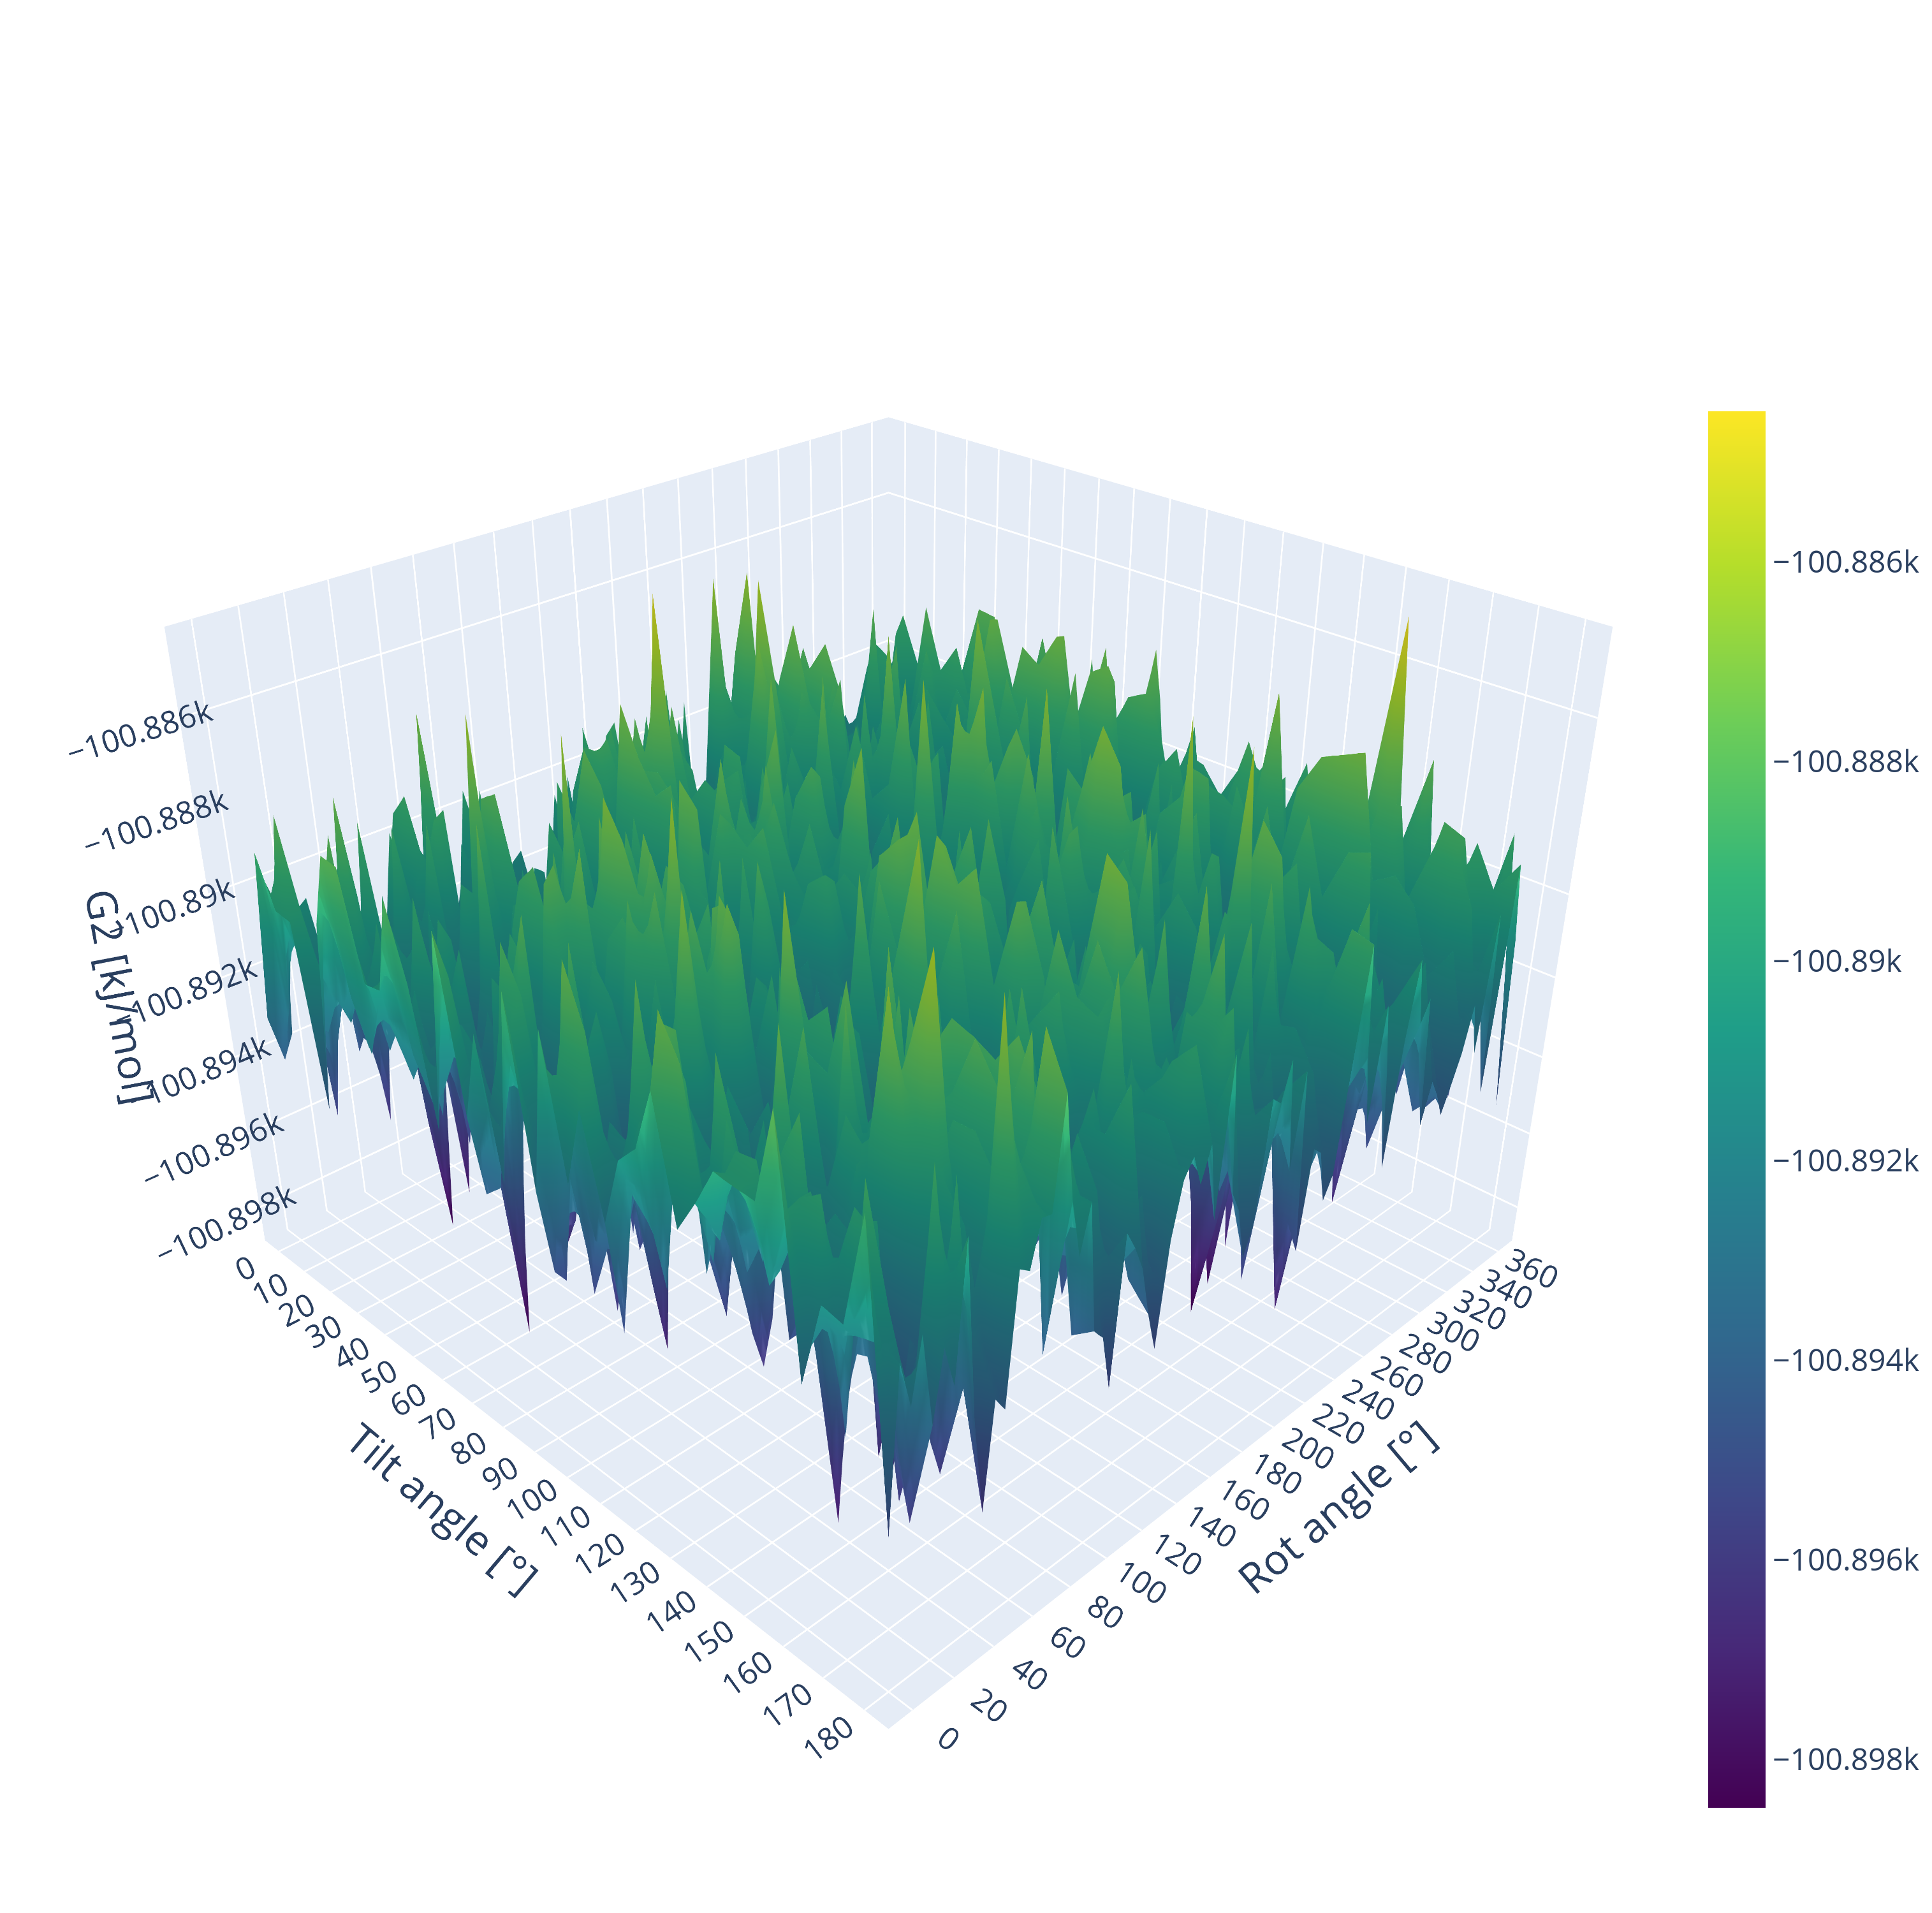 −100.886k
−100.888k
−100.89k
−100.892k
−100.894k
−100.896k
−100.898k
G2 [kJ/mol]
0
10
20
30
40
50
60
70
80
90
100
110
120
130
140
150
160
170
180
Tilt angle [°]
0
20
40
60
80
100
120
140
160
180
200
220
240
260
280
300
320
340
360
Rot angle [°]
−100.886k
−100.888k
−100.89k
−100.892k
−100.894k
−100.896k
−100.898k